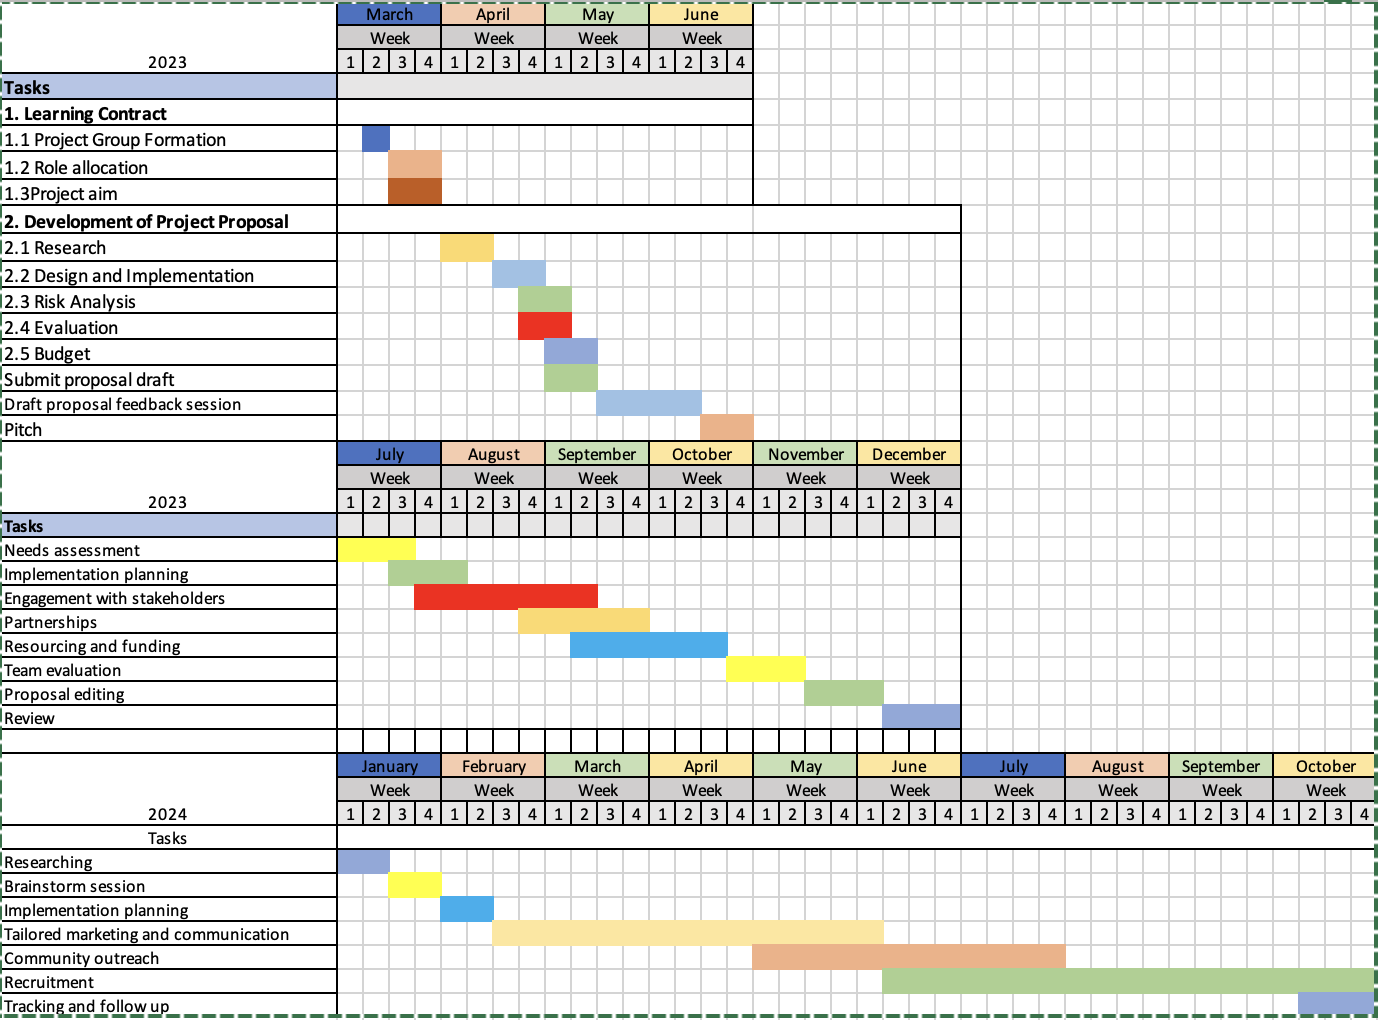 March April May June
Week Week Week Week
2023 1 2 3 4 1 2 3 4 1 2 3 4 1 2 3 4
Tasks
1. Learning Contract
1.1 Project Group Formation
1.2 Role allocation
1.3Project aim
2. Development of Project Proposal
2.1 Research
2.2 Design and Implementation
2.3 Risk Analysis
2.4 Evaluation
2.5 Budget
Submit proposal draft
Draft proposal feedback session
Pitch
July August September October November December
Week Week Week Week Week Week
2023 1 2 3 4 1 2 3 4 1 2 3 4 1 2 3 4 1 2 3 4 1 2 3 4
Tasks
Needs assessment
Implementation planning
Engagement with stakeholders
Partnerships
Resourcing and funding
Team evaluation
Proposal editing
Review
January February March April May June July August September October
Week Week Week Week Week Week Week Week Week Week
2024 1 2 3 4 1 2 3 4 1 2 3 4 1 2 3 4 1 2 3 4 1 2 3 4 1 2 3 4 1 2 3 4 1 2 3 4 1 2 3 4
Tasks
Researching
Brainstorm session
Implementation planning
Tailored marketing and communication
Community outreach
Recruitment
Tracking and follow up